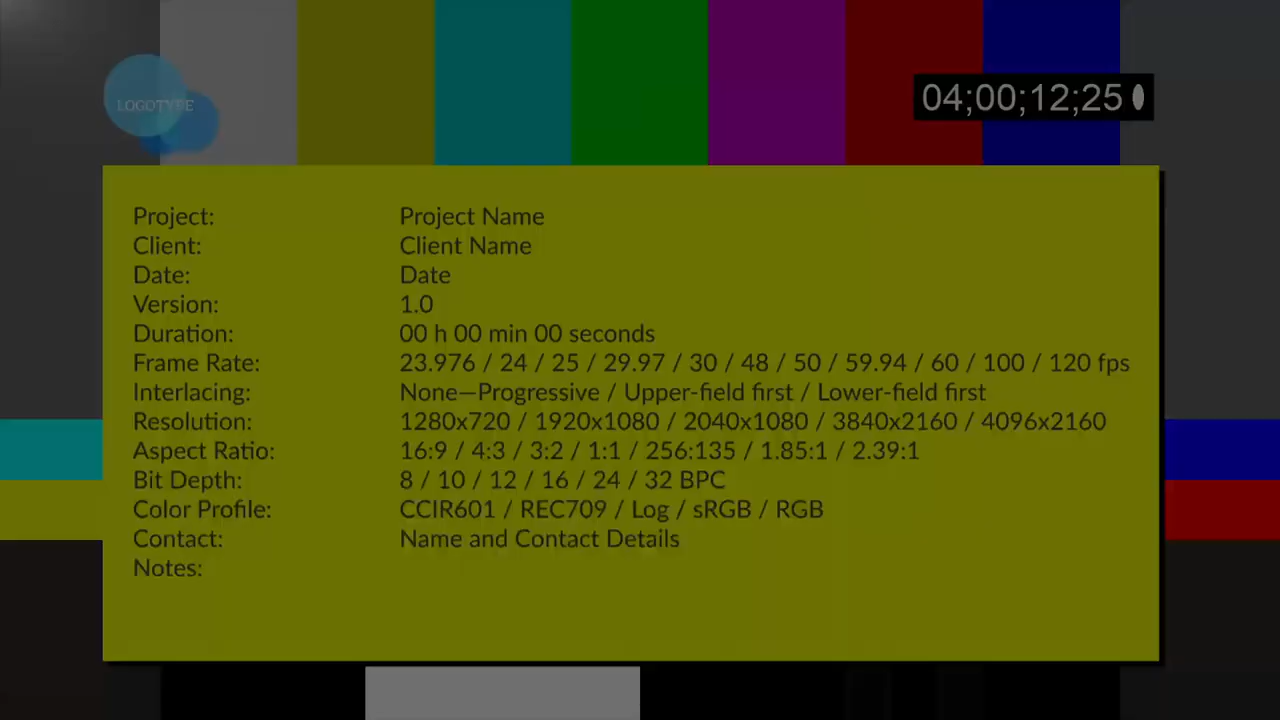 LOGOTYPE
04;00;12;25
Project: Project Name
Client: Client Name
Date: Date
Version: 1.0
Duration: 00 h 00 min 00 seconds
Frame Rate: 23.976 / 24 / 25 / 29.97 / 30 / 48 / 50 / 59.94 / 60 / 100 / 120 fps
Interlacing: None—Progressive / Upper-field first / Lower-field first
Resolution: 1280x720 / 1920x1080 / 2040x1080 / 3840x2160 / 4096x2160
Aspect Ratio: 16:9 / 4:3 / 3:2 / 1:1 / 256:135 / 1.85:1 / 2.39:1
Bit Depth: 8 / 10 / 12 / 16 / 24 / 32 BPC
Color Profile: CCIR601 / REC709 / Log / sRGB / RGB
Contact: Name and Contact Details
Notes: